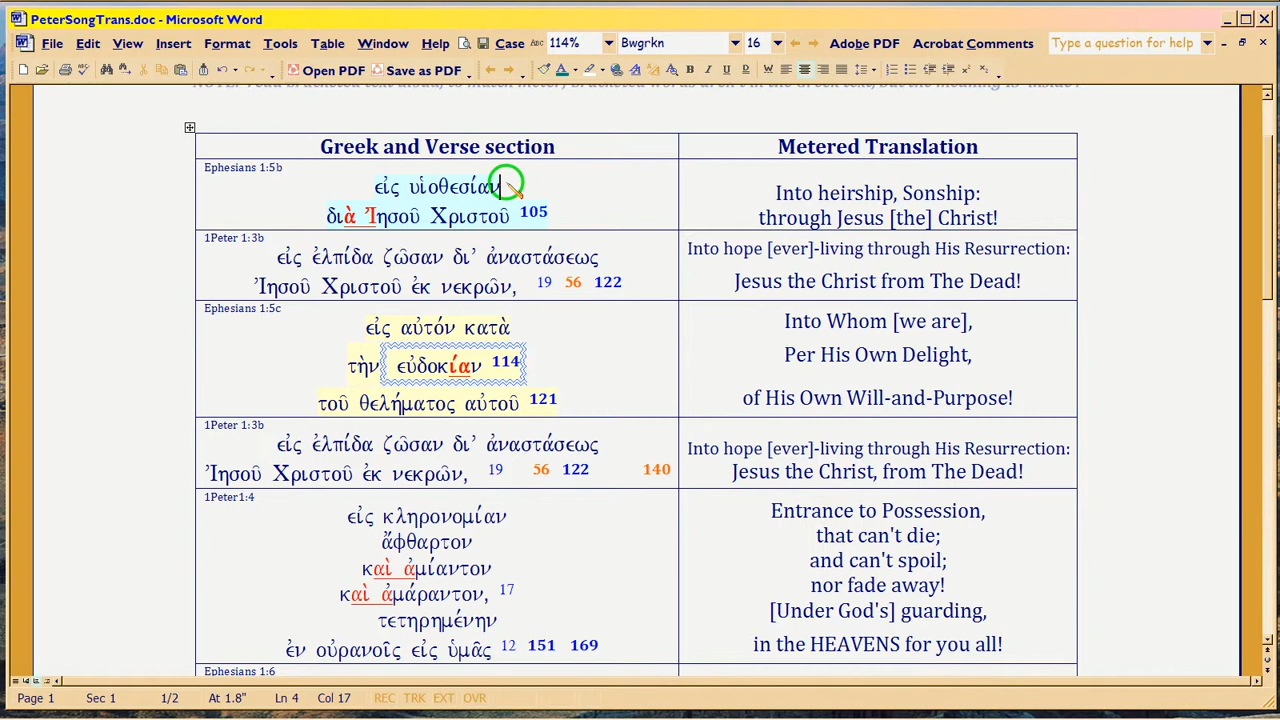 PeterSongTrans.doc - Microsoft Word
File Edit View Insert Format Tools Table Window Help Case 114% Bwgrkn 16 Adobe PDF Acrobat Comments Type a question for help
Open PDF Save as PDF
Greek and Verse section
Metered Translation
Ephesians 1:5b
εἰς υἱοθεσίαν
διὰ Ἰησοῦ Χριστοῦ 105
Into heirship, Sonship:
through Jesus [the] Christ!
1Peter 1:3b
εἰς ἐλπίδα ζῶσαν δι’ ἀναστάσεως
Ἰησοῦ Χριστοῦ ἐκ νεκρῶν, 19 56 122
Into hope [ever]-living through His Resurrection:
Jesus the Christ from The Dead!
Ephesians 1:5c
εἰς αὐτόν κατὰ
τὴν εὐδοκίαν 114
τοῦ θελήματος αὐτοῦ 121
Into Whom [we are],
Per His Own Delight,
of His Own Will-and-Purpose!
1Peter 1:3b
εἰς ἐλπίδα ζῶσαν δι’ ἀναστάσεως
Ἰησοῦ Χριστοῦ ἐκ νεκρῶν, 19 56 122 140
Into hope [ever]-living through His Resurrection:
Jesus the Christ, from The Dead!
1Peter1:4
εἰς κληρονομίαν
ἄφθαρτον
καὶ ἀμίαντον
καὶ ἀμάραντον, 17
τετηρημένην
ἐν οὐρανοῖς εἰς ὑμᾶς 12 151 169
Entrance to Possession,
that can't die;
and can't spoil;
nor fade away!
[Under God's] guarding,
in the HEAVENS for you all!
Ephesians 1:6
Page 1 Sec 1 1/2 At 1.8" Ln 4 Col 17 REC TRK EXT OVR